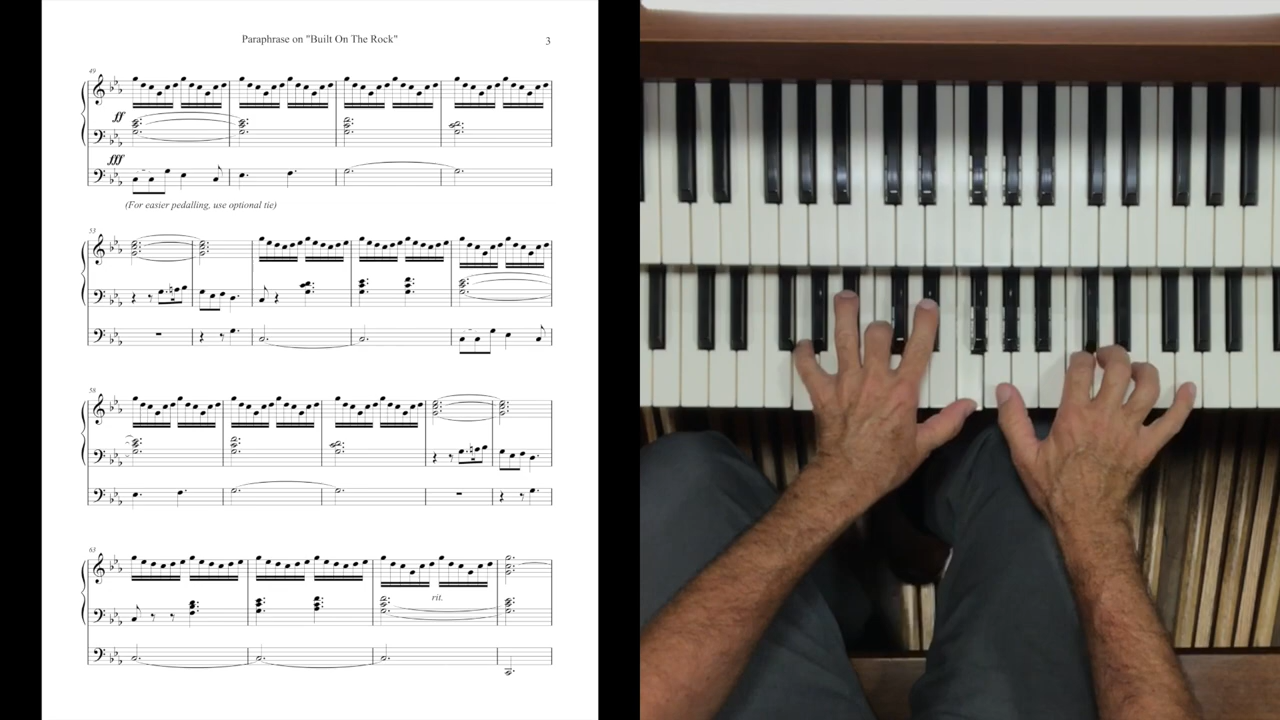 Paraphrase on "Built On The Rock"
3
49
ff
fff
(For easier pedalling, use optional tie)
53
58
63
rit.